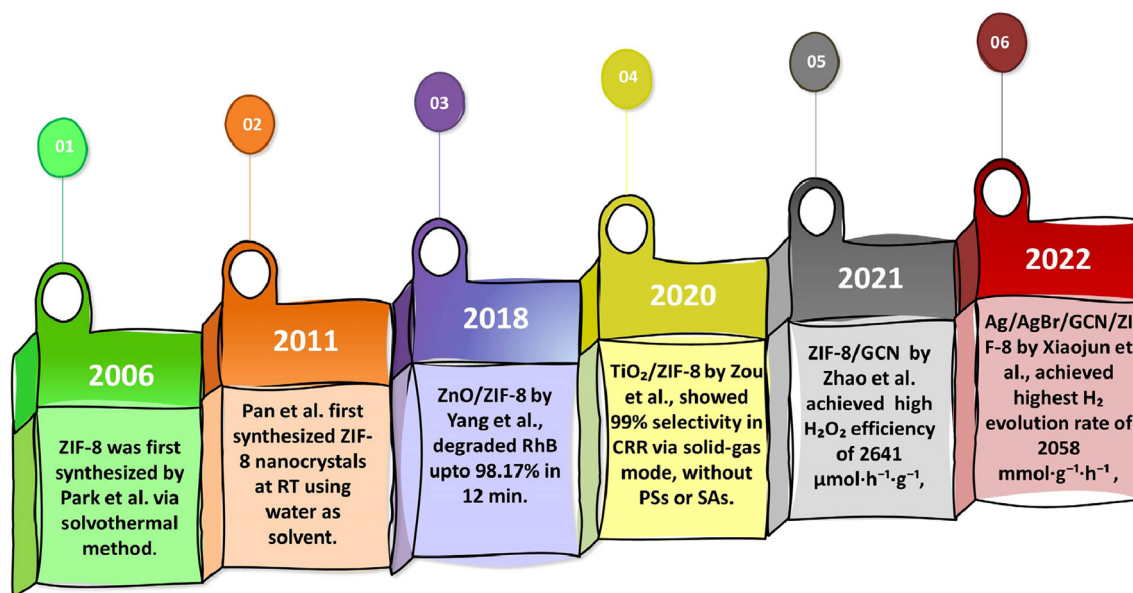 01
2006
ZIF-8 was first
synthesized by
Park et al. via
solvothermal
method.
02
2011
Pan et al. first
synthesized ZIF-
8 nanocrystals
at RT using
water as
solvent.
03
2018
ZnO/ZIF-8 by
Yang et al.,
degraded RhB
upto 98.17% in
12 min.
04
2020
TiO₂/ZIF-8 by Zou
et al., showed
99% selectivity in
CRR via solid-gas
mode, without
PSs or SAs.
05
2021
ZIF-8/GCN by
Zhao et al.
achieved high
H₂O₂ efficiency
of 2641
μmol·h⁻¹·g⁻¹,
06
2022
Ag/AgBr/GCN/ZI
F-8 by Xiaojun et
al., achieved
highest H₂
evolution rate of
2058
mmol·g⁻¹·h⁻¹,